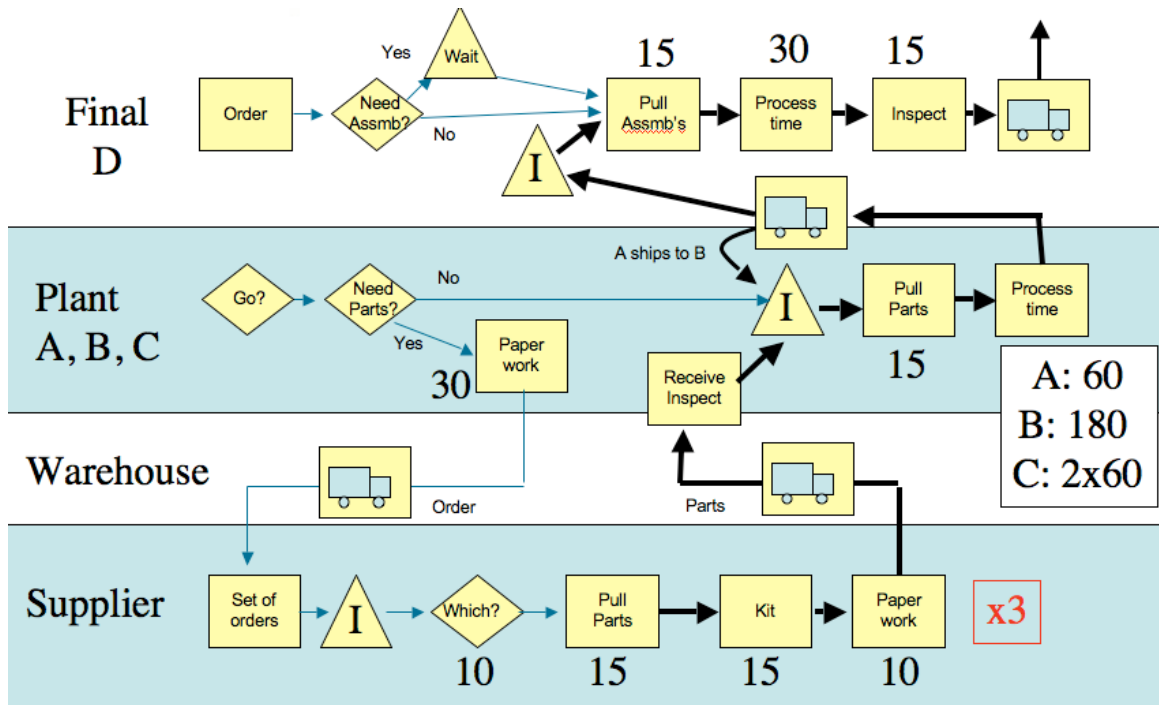 15
30
15
Yes
Wait
Final
D
Order
Need
Assmb?
No
Pull
Assmb's
Process
time
Inspect
I
A ships to B
Plant
A, B, C
Go?
Need
Parts?
No
Yes
30
Paper
work
I
Pull
Parts
15
Process
time
Receive
Inspect
A: 60
B: 180
C: 2x60
Warehouse
Order
Parts
Supplier
Set of
orders
I
Which?
10
Pull
Parts
15
Kit
15
Paper
work
10
x3